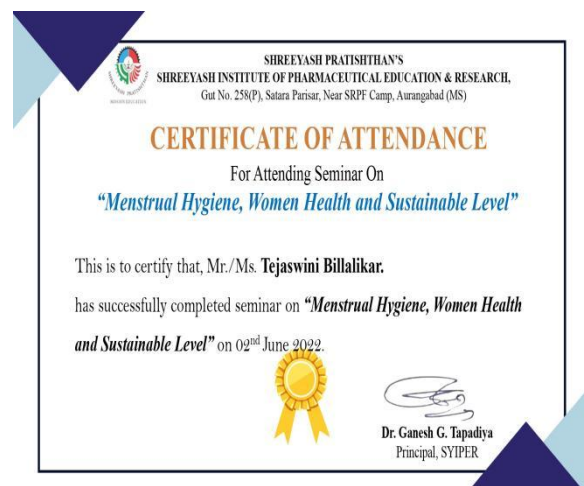 SHREEYASH PRATISHTHAN'S
SHREEYASH INSTITUTE OF PHARMACEUTICAL EDUCATION & RESEARCH,
Gut No. 258(P), Satara Parisar, Near SRPF Camp, Aurangabad (MS)
CERTIFICATE OF ATTENDANCE
For Attending Seminar On
“Menstrual Hygiene, Women Health and Sustainable Level”
This is to certify that, Mr./Ms. Tejaswini Billalikar.
has successfully completed seminar on “Menstrual Hygiene, Women Health
and Sustainable Level” on 02nd June 2022.
Dr. Ganesh G. Tapadiya
Principal, SYIPER